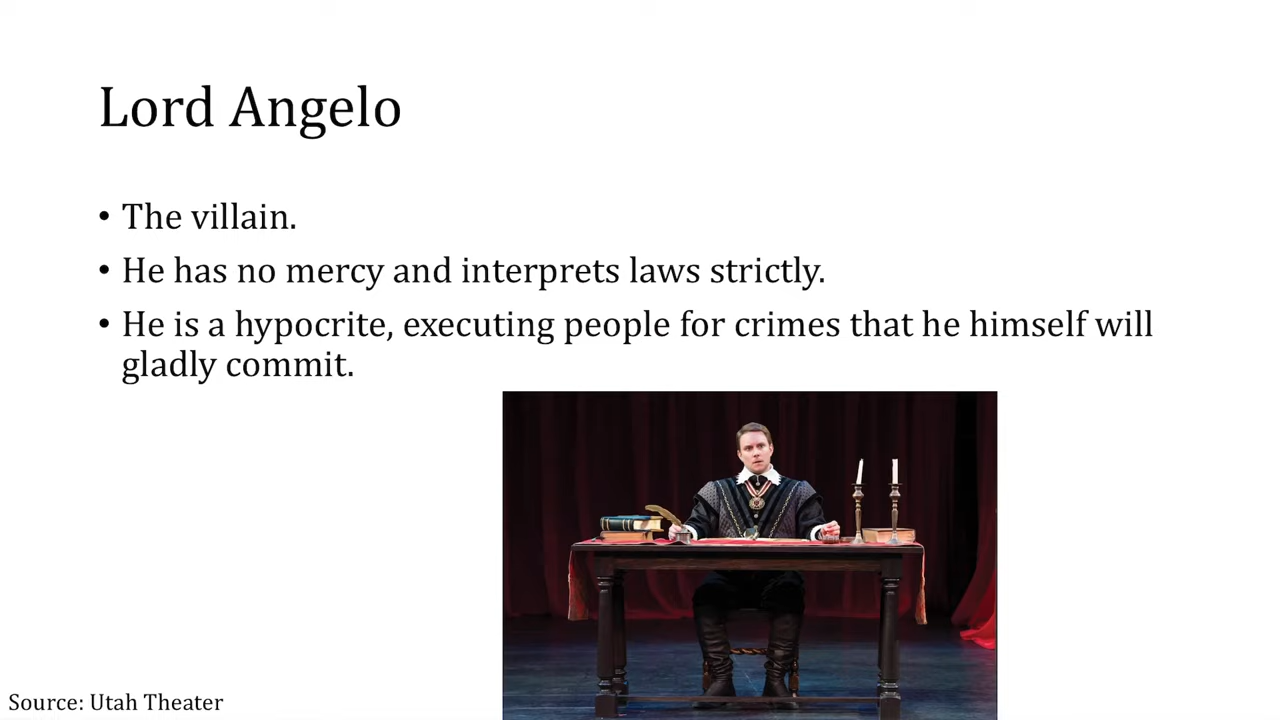 Lord Angelo
• The villain.
• He has no mercy and interprets laws strictly.
• He is a hypocrite, executing people for crimes that he himself will
gladly commit.
Source: Utah Theater